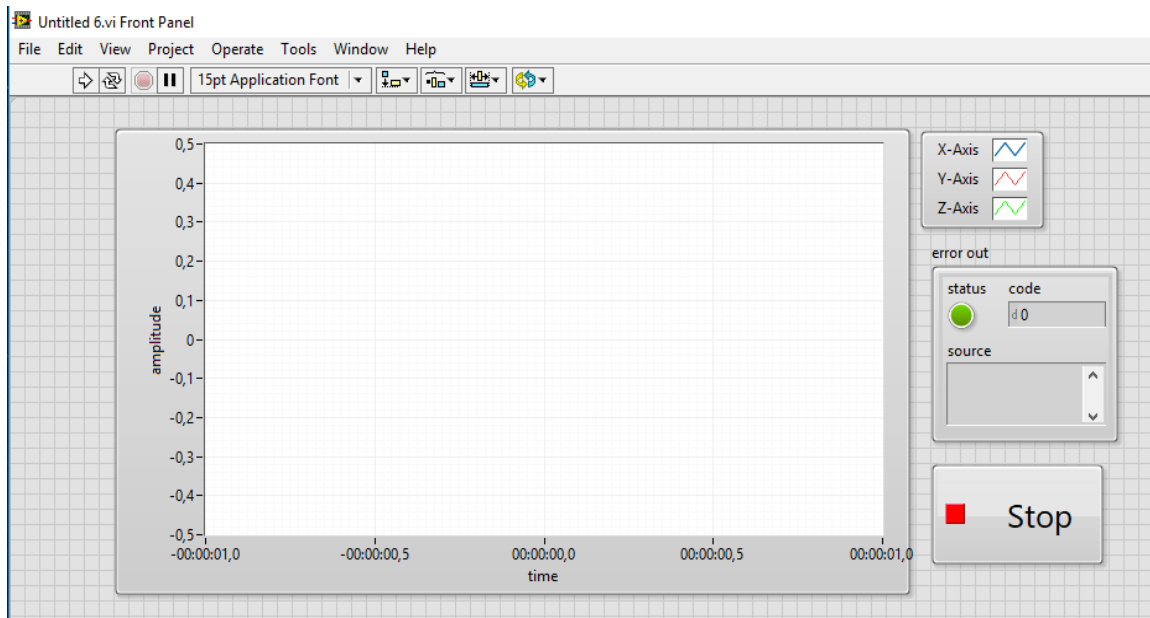 Untitled 6.vi Front Panel
File Edit View Project Operate Tools Window Help
15pt Application Font
0,5
0,4
0,3
0,2
0,1
0
-0,1
-0,2
-0,3
-0,4
-0,5
amplitude
-00:00:01,0 -00:00:00,5 00:00:00,0 00:00:00,5 00:00:01,0
time
X-Axis
Y-Axis
Z-Axis
error out
status code
d 0
source
Stop